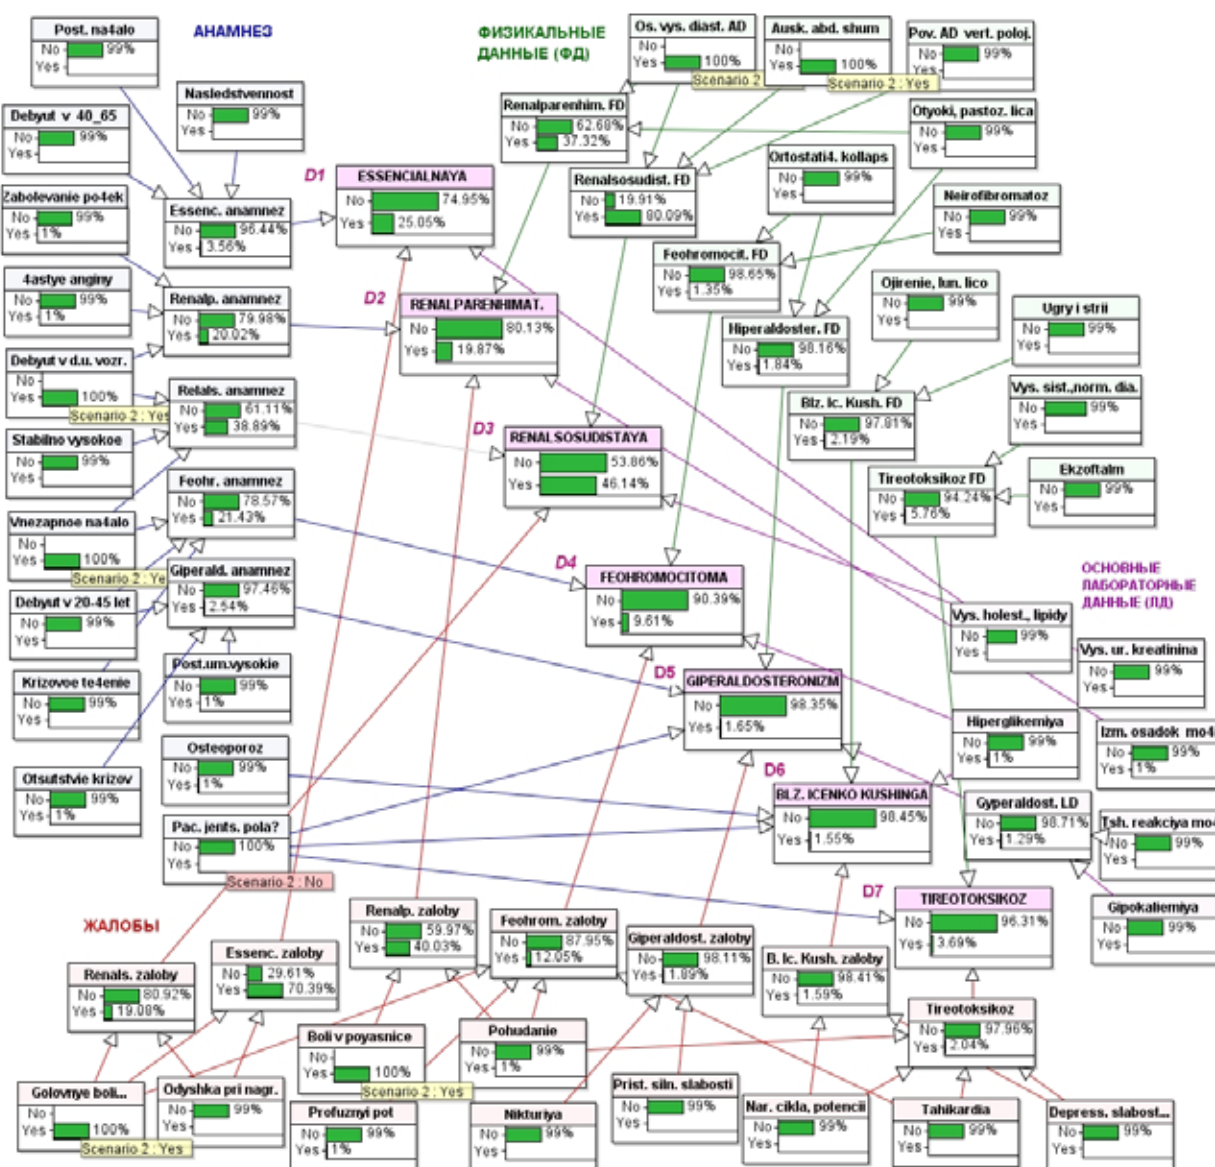 Post. na4alo
No 99%
Yes
АНАМНЕЗ
ФИЗИКАЛЬНЫЕ
ДАННЫЕ (ФД)
Os. vys. diast. AD
No
Yes 100%
Scenario 2
Ausk. abd. shum
No
Yes 100%
Scenario 2 : Yes
Pov. AD vert. poloj.
No 99%
Yes
Nasledstvennost
No 99%
Yes
Debyut v 40_65
No 99%
Yes
Renalparenhim. FD
No 62.68%
Yes 37.32%
Otyoki, pastoz. lica
No 99%
Yes
Ortostati4. kollaps
No 99%
Yes
D1
ESSENCIALNAYA
No 74.95%
Yes 25.05%
Renalsosudist. FD
No 19.91%
Yes 80.09%
Neirofibromatoz
No 99%
Yes
Zabolevanie po4ek
No 99%
Yes 1%
Essenc. anamnez
No 96.44%
Yes 3.56%
Feohromocit. FD
No 98.65%
Yes 1.35%
4astye anginy
No 99%
Yes 1%
Renalp. anamnez
No 79.98%
Yes 20.02%
D2
RENALPARENHIMAT.
No 80.13%
Yes 19.87%
Ojirenie, lun. lico
No 99%
Yes
Ugry i strii
No 99%
Yes
Hiperaldoster. FD
No 98.16%
Yes 1.84%
Debyut v d.u. vozr.
No
Yes 100%
Scenario 2 : Yes
Relals. anamnez
No 61.11%
Yes 38.89%
Blz. Ic. Kush. FD
No 97.81%
Yes 2.19%
Vys. sist.,norm. dia.
No 99%
Yes
D3
RENALSOSUDISTAYA
No 53.86%
Yes 46.14%
Stabilno vysokoe
No 99%
Yes
Feohr. anamnez
No 78.57%
Yes 21.43%
Tireotoksikoz FD
No 94.24%
Yes 5.76%
Ekzoftalm
No 99%
Yes
Vnezapnoe na4alo
No
Yes 100%
Scenario 2 : Ye
Giperald. anamnez
No 97.46%
Yes 2.54%
D4
FEOHROMOCITOMA
No 90.39%
Yes 9.61%
ОСНОВНЫЕ
ЛАБОРАТОРНЫЕ
ДАННЫЕ (ЛД)
Debyut v 20-45 let
No 99%
Yes
Vys. holest., lipidy
No 99%
Yes
Vys. ur. kreatinina
No 99%
Yes
Post.um.vysokie
No 99%
Yes 1%
Krizovoe te4enie
No 99%
Yes
D5
GIPERALDOSTERONIZM
No 98.35%
Yes 1.65%
Hiperglikemiya
No 99%
Yes 1%
Izm. osadok mo4
No 99%
Yes 1%
Osteoporoz
No 99%
Yes 1%
Otsutstvie krizov
No 99%
Yes 1%
D6
BLZ. ICENKO KUSHINGA
No 98.45%
Yes 1.55%
Gyperaldost. LD
No 98.71%
Yes 1.29%
Tsh. reakciya mo4
No 99%
Yes
Pac. jents. pola?
No 100%
Yes
Scenario 2 : No
D7
TIREOTOKSIKOZ
No 96.31%
Yes 3.69%
Gipokaliemiya
No 99%
Yes
ЖАЛОБЫ
Renalp. zaloby
No 59.97%
Yes 40.03%
Feohrom. zaloby
No 87.95%
Yes 12.05%
Giperaldost. zaloby
No 98.11%
Yes 1.89%
Essenc. zaloby
No 29.61%
Yes 70.39%
B. Ic. Kush. zaloby
No 98.41%
Yes 1.59%
Renals. zaloby
No 80.92%
Yes 19.08%
Tireotoksikoz
No 97.96%
Yes 2.04%
Boli v poyasnice
No
Yes 100%
Scenario 2 : Yes
Pohudanie
No 99%
Yes 1%
Golovnye boli...
No
Yes 100%
Scenario 2 : Yes
Odyshka pri nagr.
No 99%
Yes
Profuznyi pot
No 99%
Yes 1%
Nikturiya
No 99%
Yes
Prist. siln. slabosti
No 99%
Yes
Nar. cikla, potencii
No 99%
Yes
Tahikardia
No 99%
Yes
Depress. slabost...
No 99%
Yes